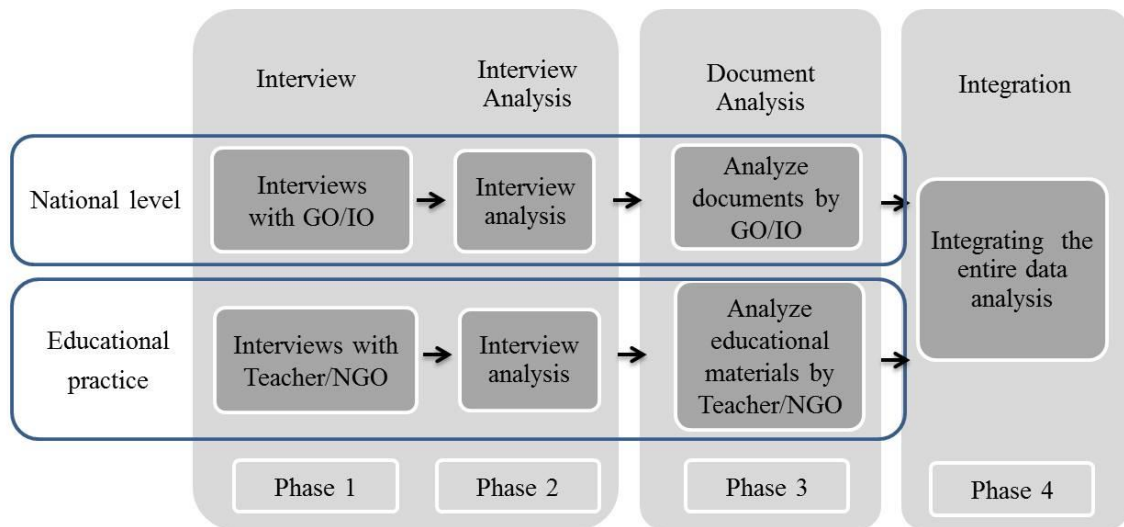 Interview
Interview
Analysis
Document
Analysis
Integration
National level
Interviews
with GO/IO
Interview
analysis
Analyze
documents by
GO/IO
Integrating the
entire data
analysis
Educational
practice
Interviews with
Teacher/NGO
Interview
analysis
Analyze
educational
materials by
Teacher/NGO
Phase 1
Phase 2
Phase 3
Phase 4